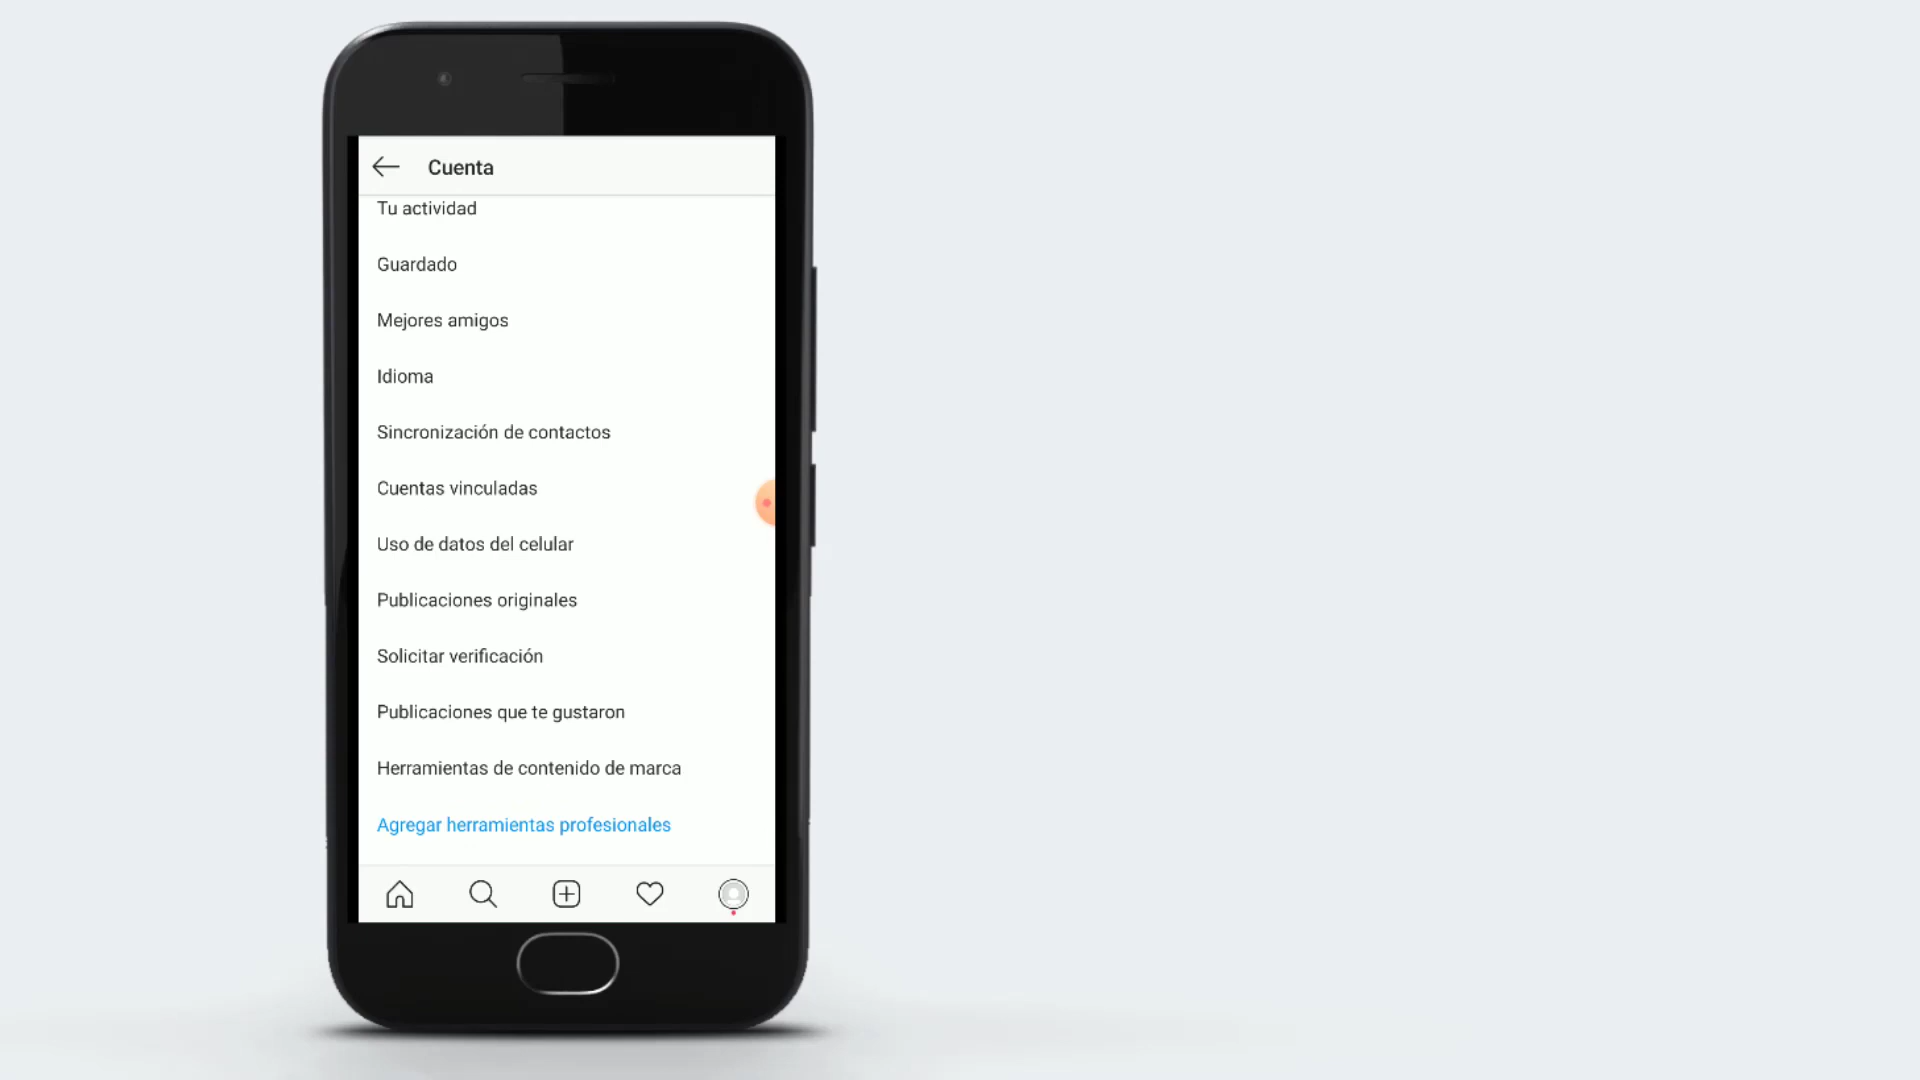 Cuenta
Tu actividad
Guardado
Mejores amigos
Idioma
Sincronización de contactos
Cuentas vinculadas
Uso de datos del celular
Publicaciones originales
Solicitar verificación
Publicaciones que te gustaron
Herramientas de contenido de marca
Agregar herramientas profesionales